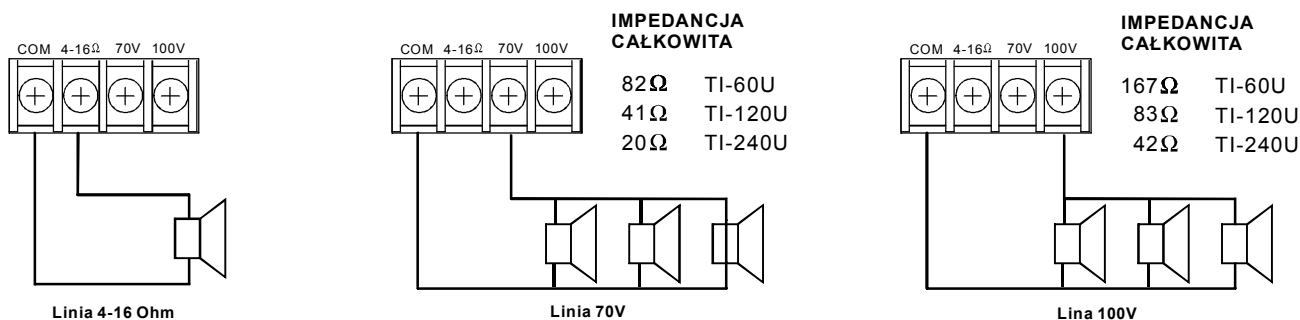 COM 4-16Ω 70V 100V
Linia 4-16 Ohm
COM 4-16Ω 70V 100V
IMPEDANCJA
CAŁKOWITA
82Ω TI-60U
41Ω TI-120U
20Ω TI-240U
Linia 70V
COM 4-16Ω 70V 100V
IMPEDANCJA
CAŁKOWITA
167Ω TI-60U
83Ω TI-120U
42Ω TI-240U
Lina 100V